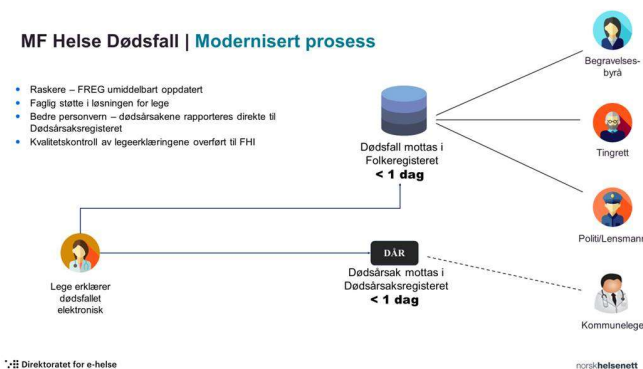 MF Helse Dødsfall | Modernisert prosess
Raskere – FREG umiddelbart oppdatert
Faglig støtte i løsningen for lege
Bedre personvern – dødsårsakene rapporteres direkte til
Dødsårsaksregisteret
Kvalitetskontroll av legeerklæringene overført til FHI
Dødsfall mottas i
Folkeregisteret
< 1 dag
Begravelses-
byrå
Tingrett
Politi/Lensmann
Lege erklærer
dødsfallet
elektronisk
DÅR
Dødsårsak mottas i
Dødsårsaksregisteret
< 1 dag
Kommunelege
Direktoratet for e-helse
norskhelsenett